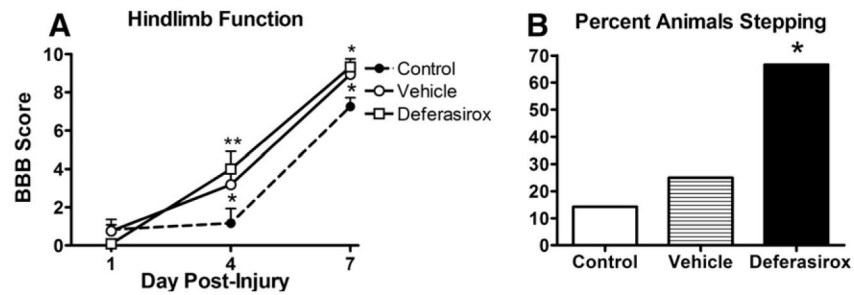 A
Hindlimb Function
BBB Score
10
8
6
4
2
0
*
*
**
*
1
4
7
Day Post-Injury
Control
Vehicle
Deferasirox
B
Percent Animals Stepping
70
60
50
40
30
20
10
0
*
Control
Vehicle
Deferasirox